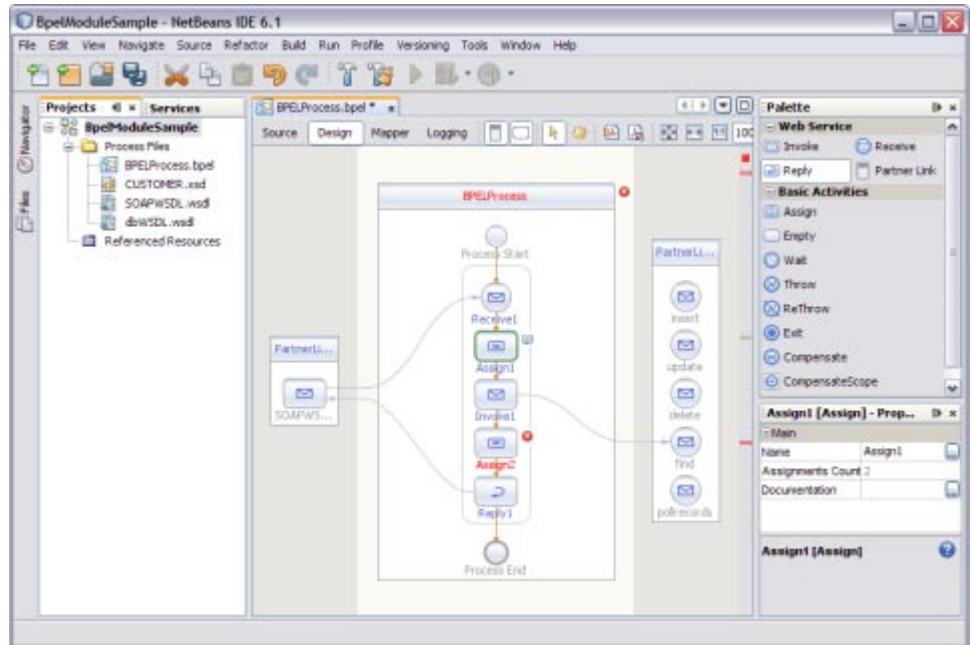 BpelModuleSample - NetBeans IDE 6.1
File Edit View Navigate Source Refactor Build Run Profile Versioning Tools Window Help
Navigator
Files
Projects
Services
BpelModuleSample
Process Files
BPELProcess.bpel
CUSTOMER.xsd
SOAPWSDL.wsdl
dbWSDL.wsdl
Referenced Resources
BPELProcess.bpel *
Source Design Mapper Logging
100
PartnerLi...
SOAPWS...
BPELProcess
Process Start
Receive1
Assign1
Invoke1
Assign2
Reply1
Process End
PartnerLi...
insert
update
delete
find
pollrecords
Palette
Web Service
Invoke Receive
Reply Partner Link
Basic Activities
Assign
Empty
Wait
Throw
ReThrow
Exit
Compensate
CompensateScope
Assign1 [Assign] - Prop...
Main
Name Assign1
Assignments Count 2
Documentation
Assign1 [Assign]